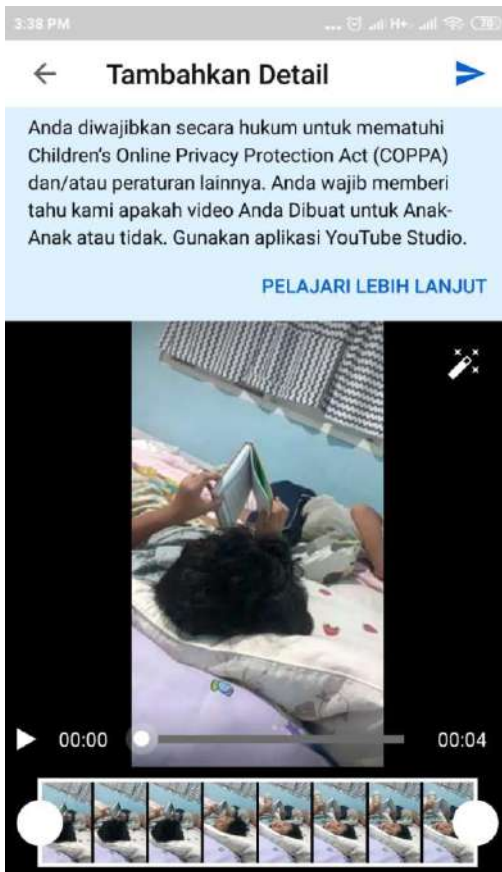 3:38 PM
... H+
Tambahkan Detail
Anda diwajibkan secara hukum untuk mematuhi
Children's Online Privacy Protection Act (COPPA)
dan/atau peraturan lainnya. Anda wajib memberi
tahu kami apakah video Anda Dibuat untuk Anak-
Anak atau tidak. Gunakan aplikasi YouTube Studio.
PELAJARI LEBIH LANJUT
00:00
00:04